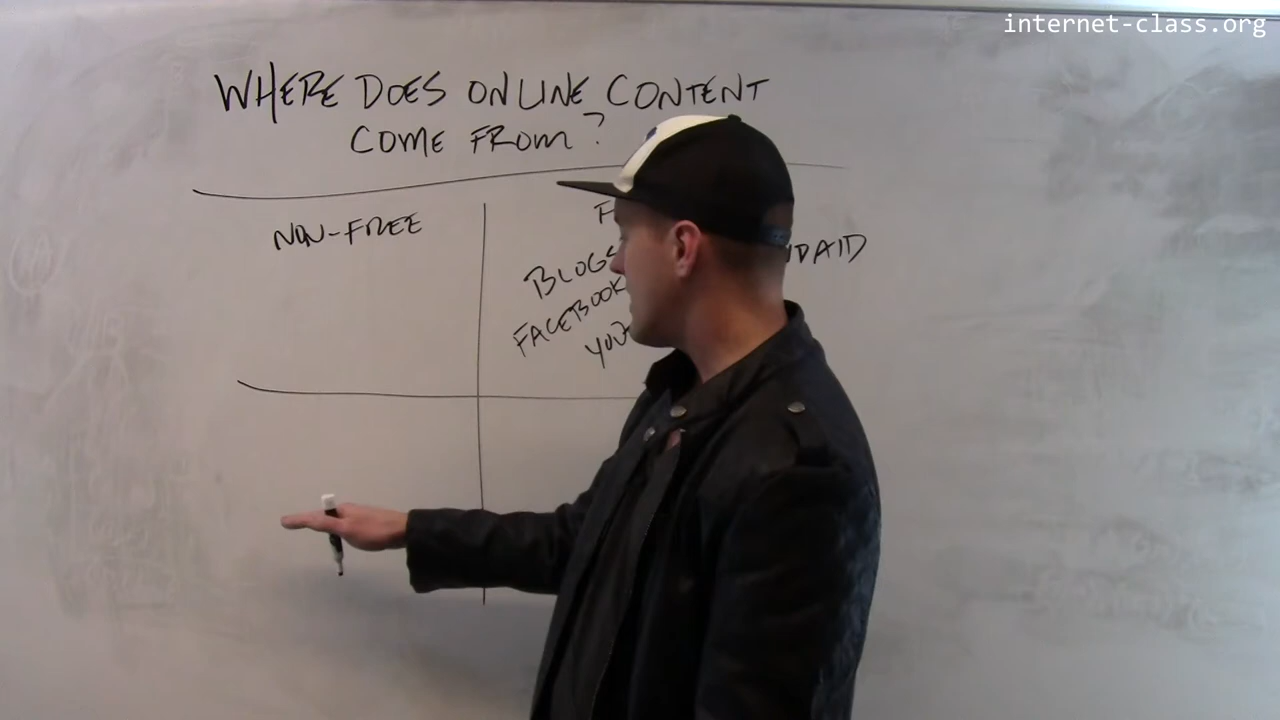 internet-class.org
WHERE DOES ONLINE CONTENT
COME FROM?
NON-FREE
BLOGS
FACEBOOK